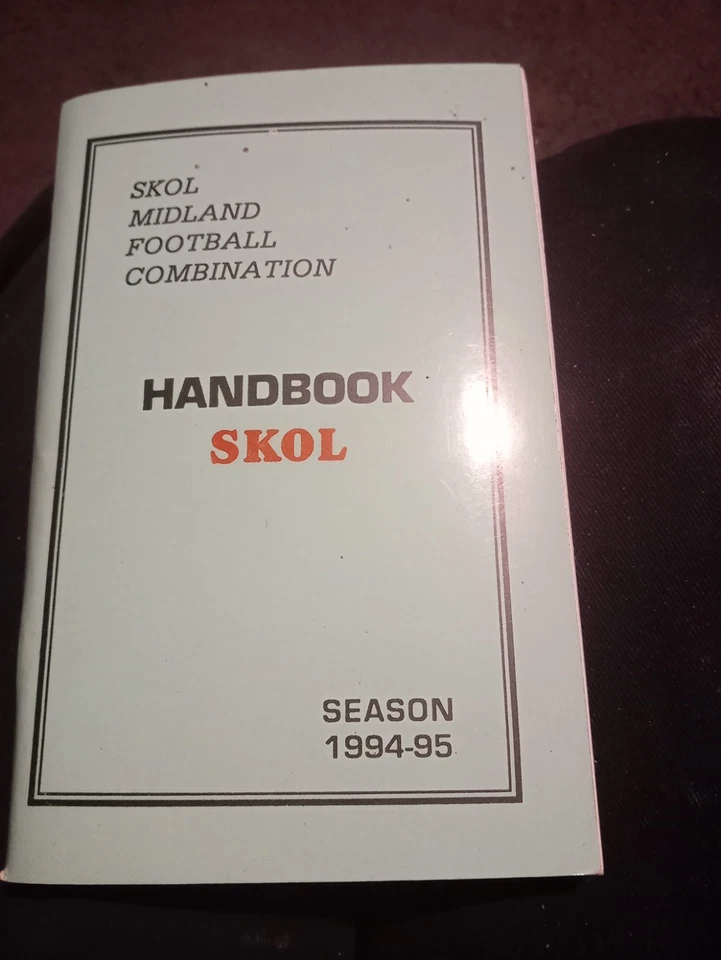 SKOL
MIDLAND
FOOTBALL
COMBINATION
HANDBOOK
SKOL
SEASON
1994-95